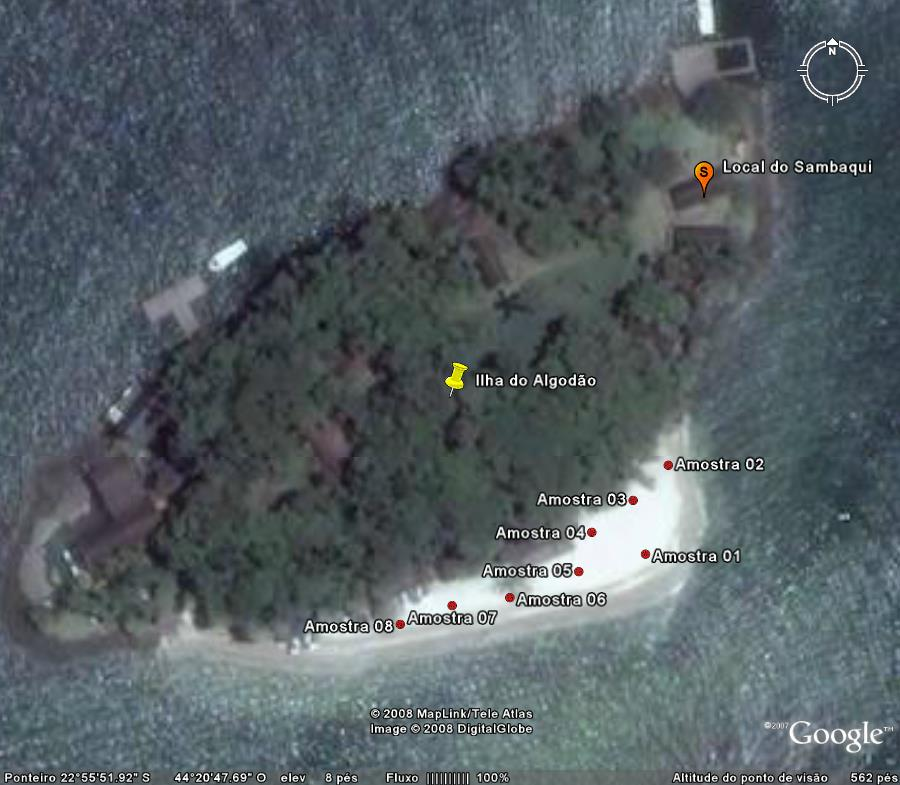 N
S Local do Sambaqui
Ilha do Algodão
Amostra 02
Amostra 03
Amostra 04
Amostra 01
Amostra 05
Amostra 06
Amostra 07
Amostra 08
© 2008 MapLink/Tele Atlas
Image © 2008 DigitalGlobe
©2007 Google™
Ponteiro 22°55'51.92" S 44°20'47.69" O elev 8 pés Fluxo |||||||||| 100% Altitude do ponto de visão 562 pés